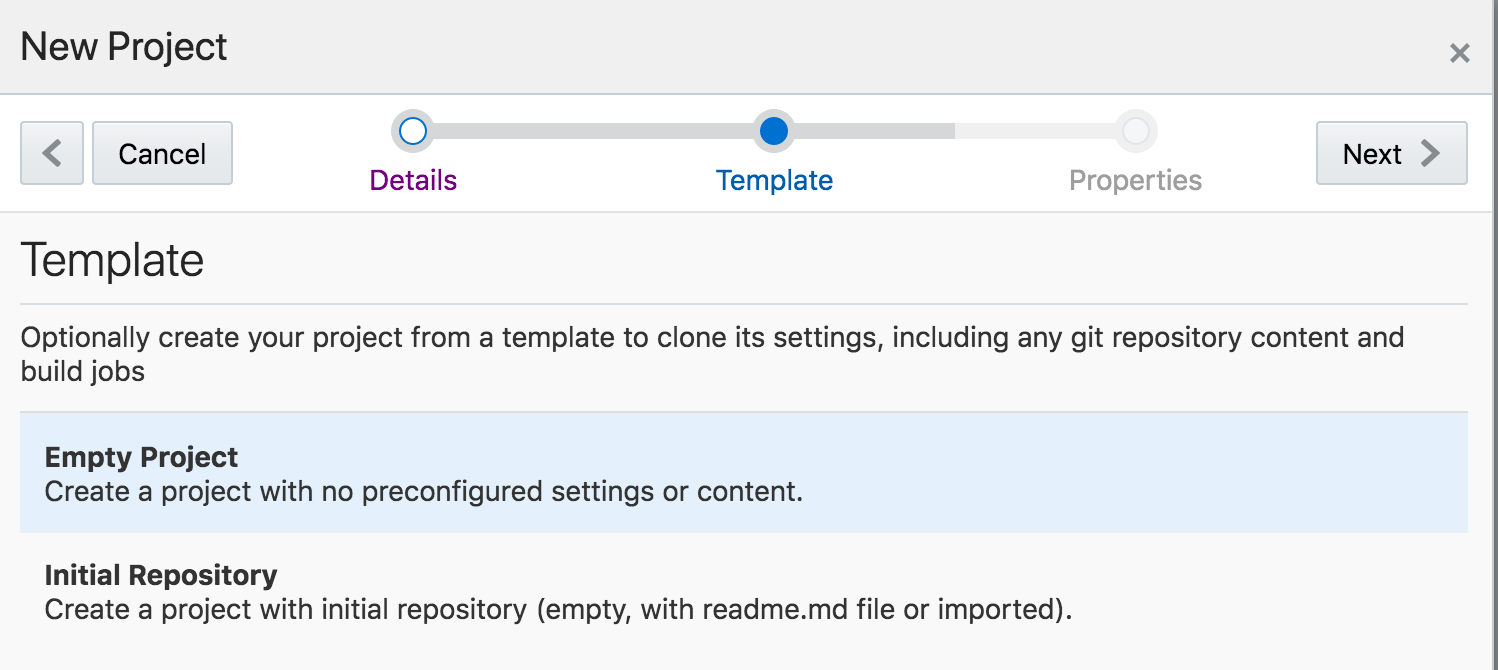 New Project
×
Cancel
Details
Template
Properties
Next
Template
Optionally create your project from a template to clone its settings, including any git repository content and
build jobs
Empty Project
Create a project with no preconfigured settings or content.
Initial Repository
Create a project with initial repository (empty, with readme.md file or imported).